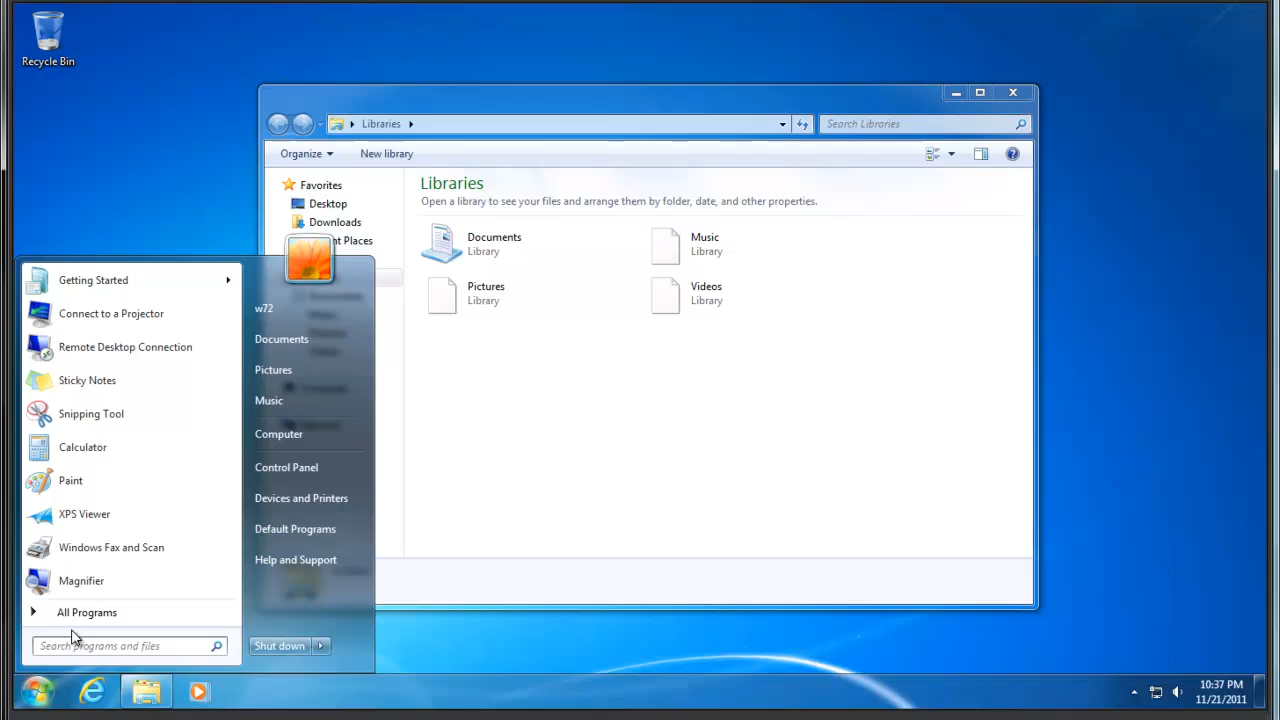 Recycle Bin
Libraries
Search Libraries
Organize
New library
Favorites
Desktop
Downloads
nt Places
Libraries
Open a library to see your files and arrange them by folder, date, and other properties.
Documents
Library
Music
Library
Pictures
Library
Videos
Library
Getting Started
Connect to a Projector
Remote Desktop Connection
Sticky Notes
Snipping Tool
Calculator
Paint
XPS Viewer
Windows Fax and Scan
Magnifier
All Programs
Search programs and files
w72
Documents
Pictures
Music
Computer
Control Panel
Devices and Printers
Default Programs
Help and Support
Shut down
10:37 PM
11/21/2011